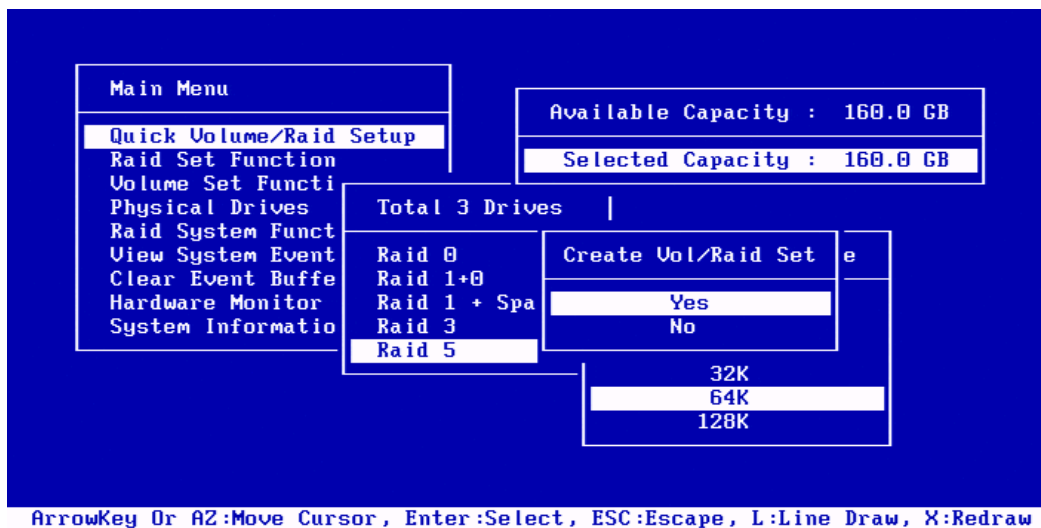 Main Menu
Quick Volume/Raid Setup
Raid Set Function
Volume Set Functi
Physical Drives
Raid System Funct
View System Event
Clear Event Buffe
Hardware Monitor
System Informatio
Available Capacity : 160.0 GB
Selected Capacity : 160.0 GB
Total 3 Drives
Raid 0
Raid 1+0
Raid 1 + Spa
Raid 3
Raid 5
Create Vol/Raid Set
Yes
No
e
32K
64K
128K
ArrowKey Or AZ:Move Cursor, Enter:Select, ESC:Escape, L:Line Draw, X:Redraw